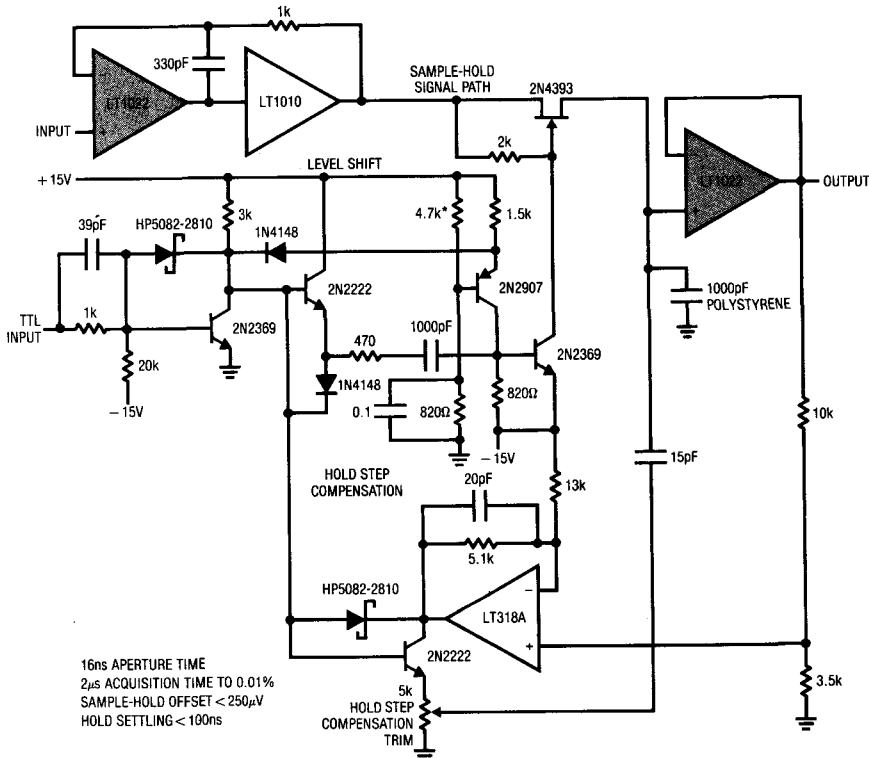 1k
330pF
LT1022
LT1010
INPUT
SAMPLE-HOLD
SIGNAL PATH
2N4393
2k
LT1022
OUTPUT
+15V
LEVEL SHIFT
3k
4.7k*
1.5k
39pF
HP5082-2810
1N4148
2N2222
2N2907
1000pF
POLYSTYRENE
TTL
INPUT
1k
2N2369
470
1000pF
2N2369
20k
-15V
1N4148
0.1
820Ω
820Ω
-15V
10k
HOLD STEP
COMPENSATION
20pF
13k
15pF
5.1k
HP5082-2810
LT318A
2N2222
5k
HOLD STEP
COMPENSATION
TRIM
3.5k
16ns APERTURE TIME
2µs ACQUISITION TIME TO 0.01%
SAMPLE-HOLD OFFSET < 250µV
HOLD SETTLING < 100ns